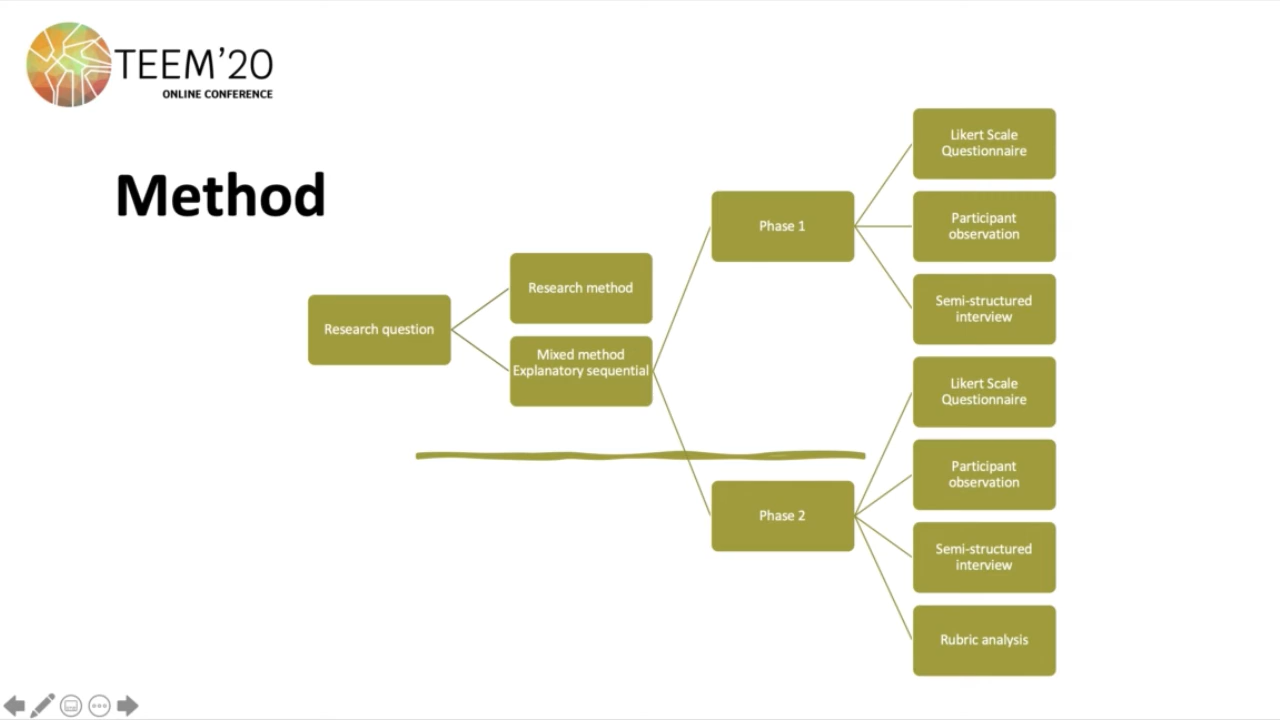 TEEM'20
ONLINE CONFERENCE
Method
Research question
Research method
Mixed method
Explanatory sequential
Phase 1
Likert Scale
Questionnaire
Participant
observation
Semi-structured
interview
Phase 2
Likert Scale
Questionnaire
Participant
observation
Semi-structured
interview
Rubric analysis